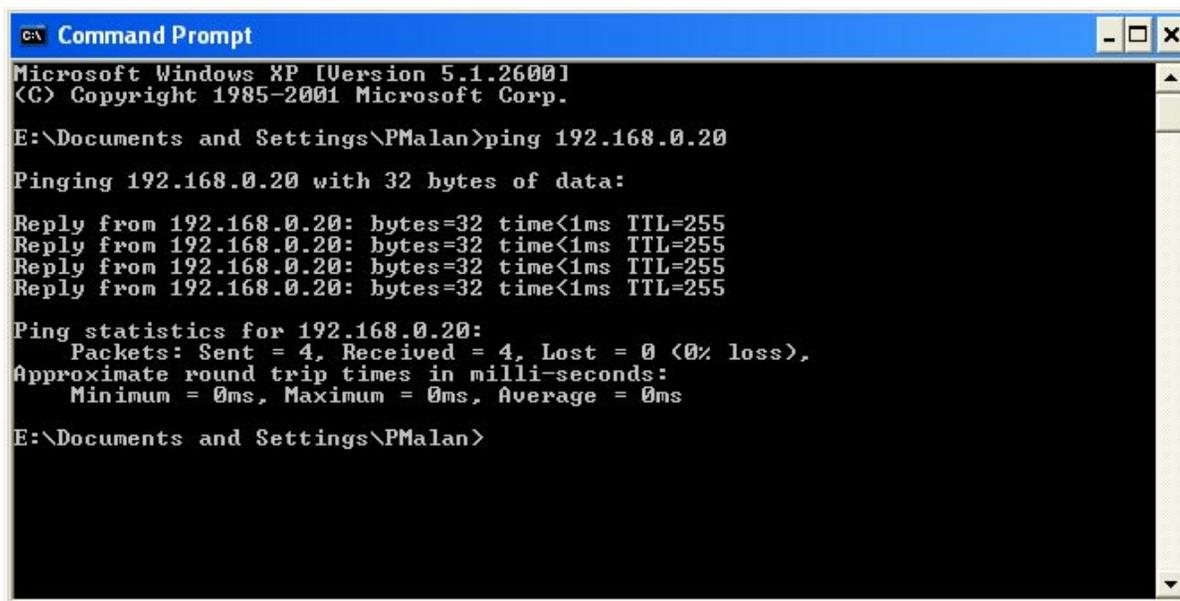 Command Prompt
Microsoft Windows XP [Version 5.1.2600]
(C) Copyright 1985-2001 Microsoft Corp.
E:\Documents and Settings\PMalan>ping 192.168.0.20
Pinging 192.168.0.20 with 32 bytes of data:
Reply from 192.168.0.20: bytes=32 time<1ms TTL=255
Reply from 192.168.0.20: bytes=32 time<1ms TTL=255
Reply from 192.168.0.20: bytes=32 time<1ms TTL=255
Reply from 192.168.0.20: bytes=32 time<1ms TTL=255
Ping statistics for 192.168.0.20:
Packets: Sent = 4, Received = 4, Lost = 0 (0% loss),
Approximate round trip times in milli-seconds:
Minimum = 0ms, Maximum = 0ms, Average = 0ms
E:\Documents and Settings\PMalan>